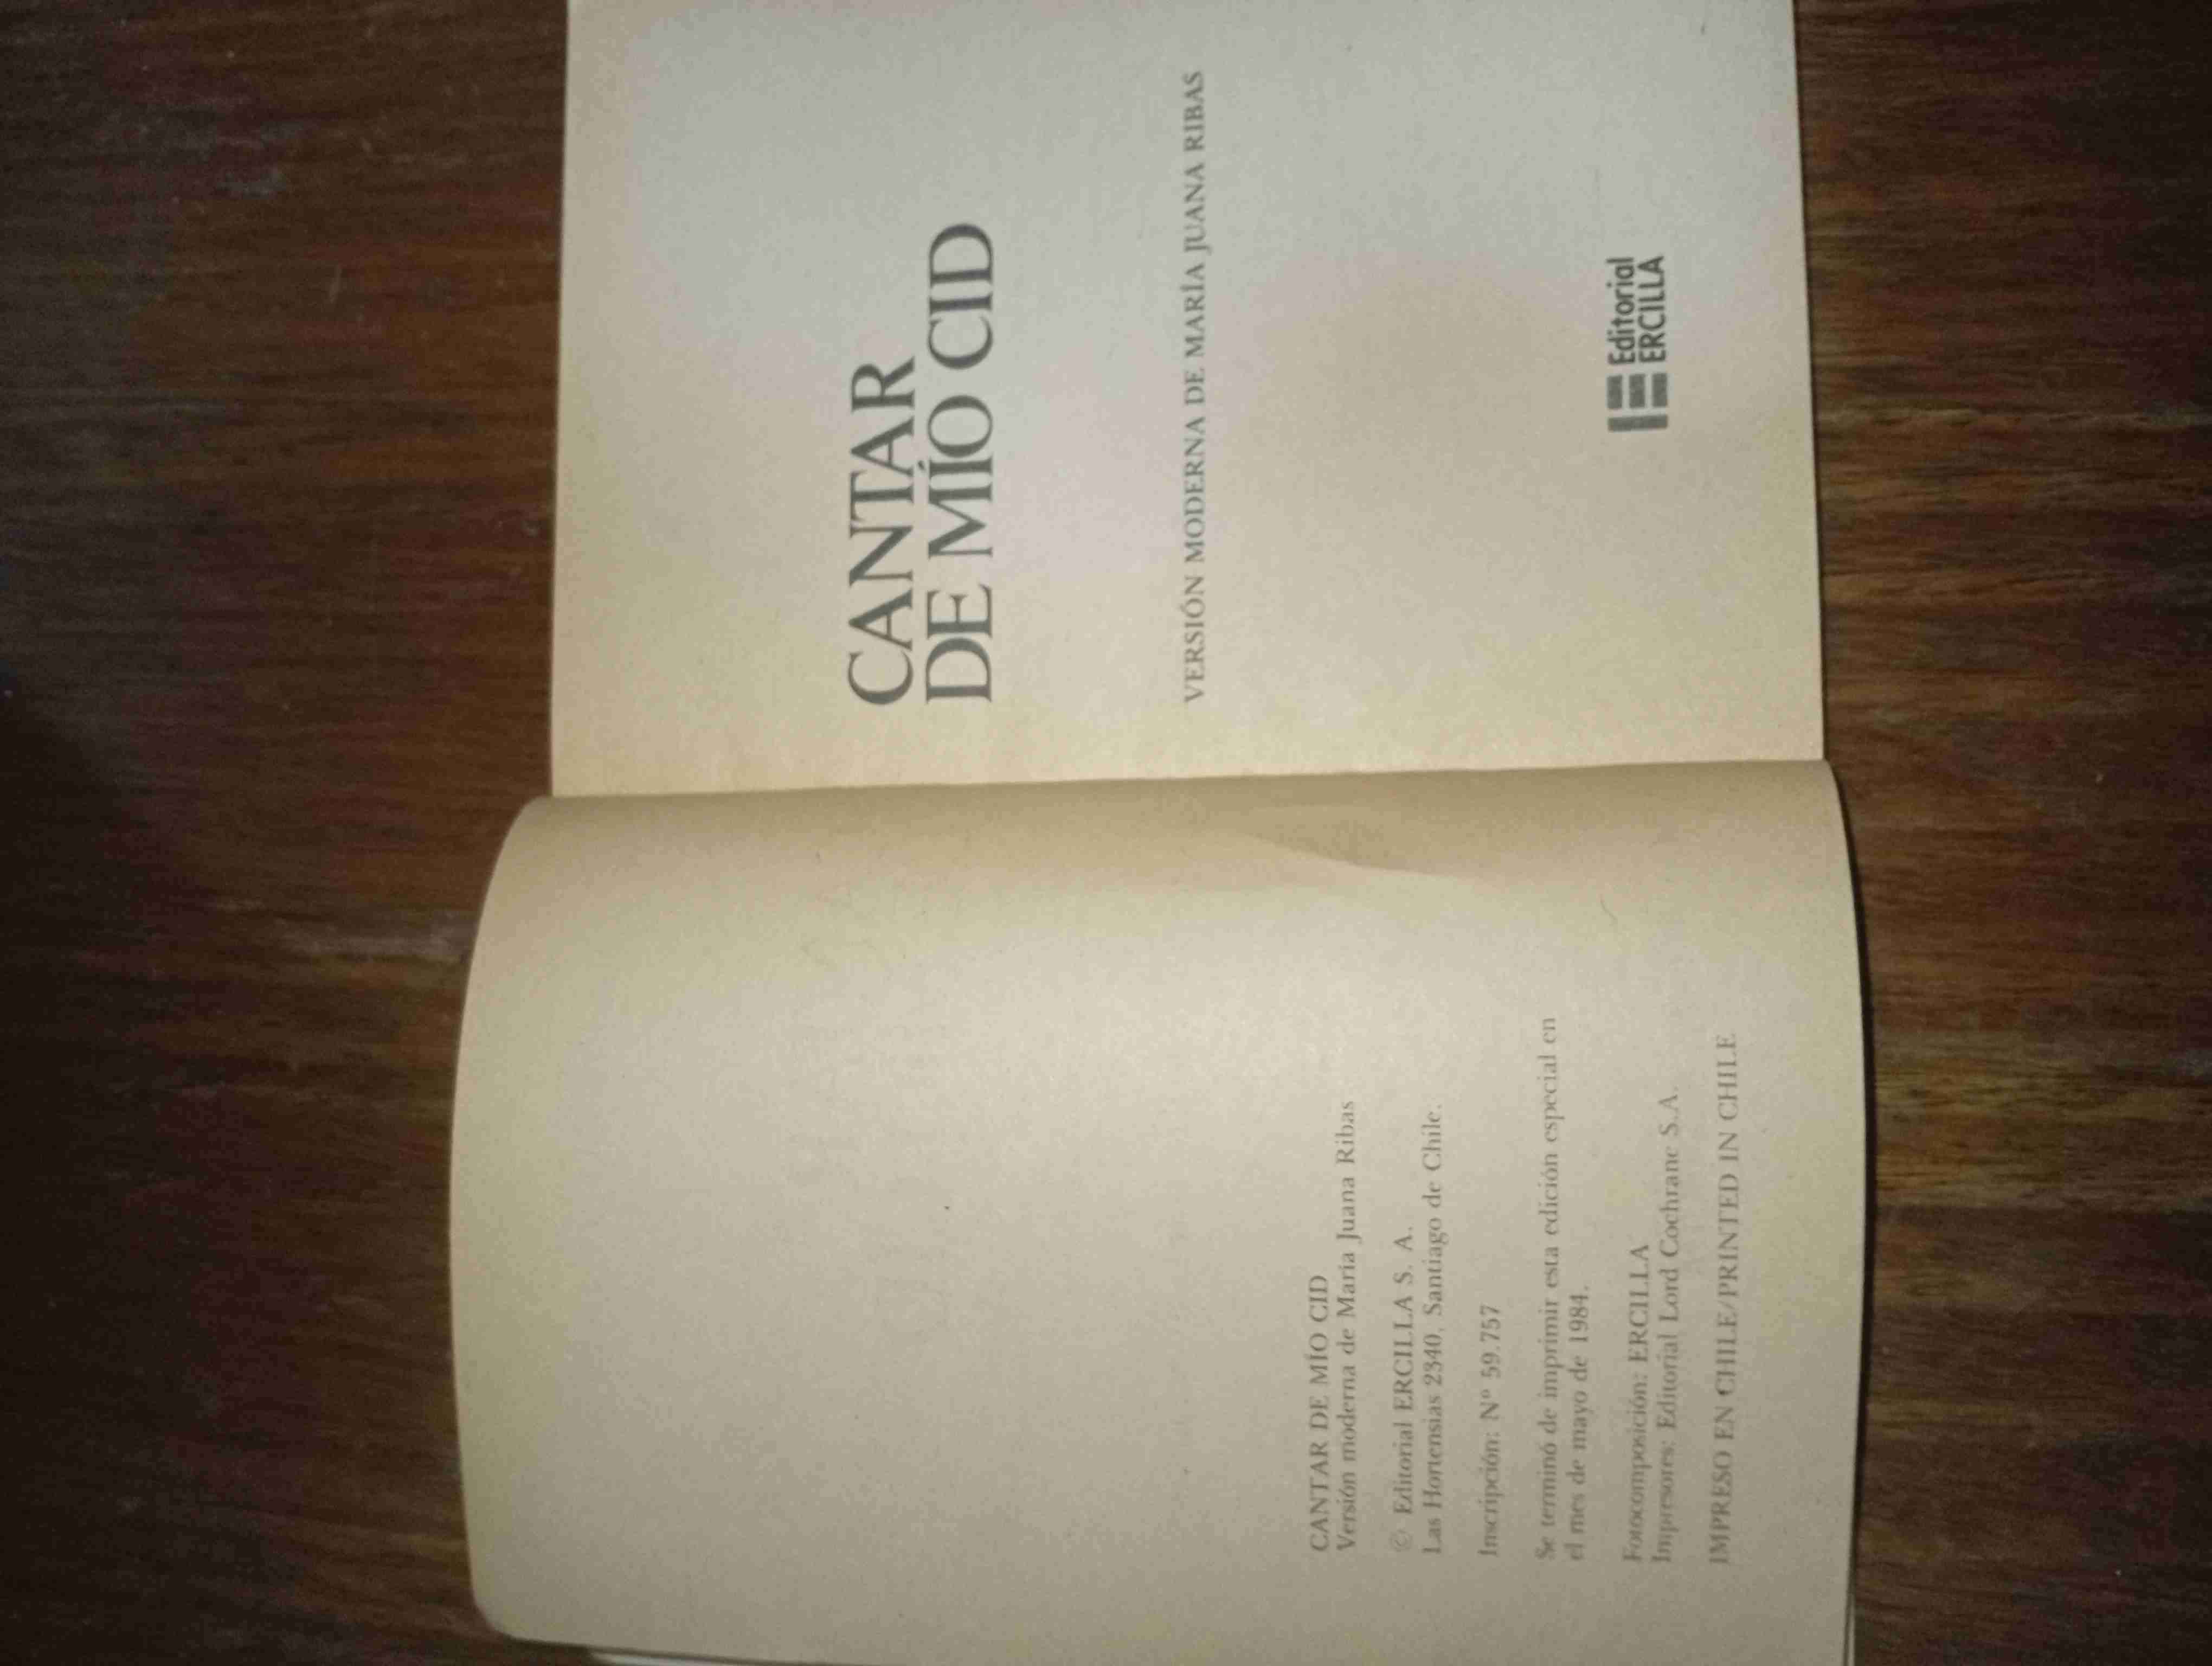 CANTAR DE MÍO CID
Versión moderna de María Juana Ribas
© Editorial ERCILLA S. A.
Las Hortensias 2340, Santiago de Chile.
Inscripción: Nº 59.757
Se terminó de imprimir esta edición especial en
el mes de mayo de 1984.
Fotocomposición: ERCILLA
Impresores: Editorial Lord Cochrane S.A.
IMPRESO EN CHILE/PRINTED IN CHILE
CANTAR
DE MÍO CID
VERSIÓN MODERNA DE MARÍA JUANA RIBAS
Editorial
ERCILLA